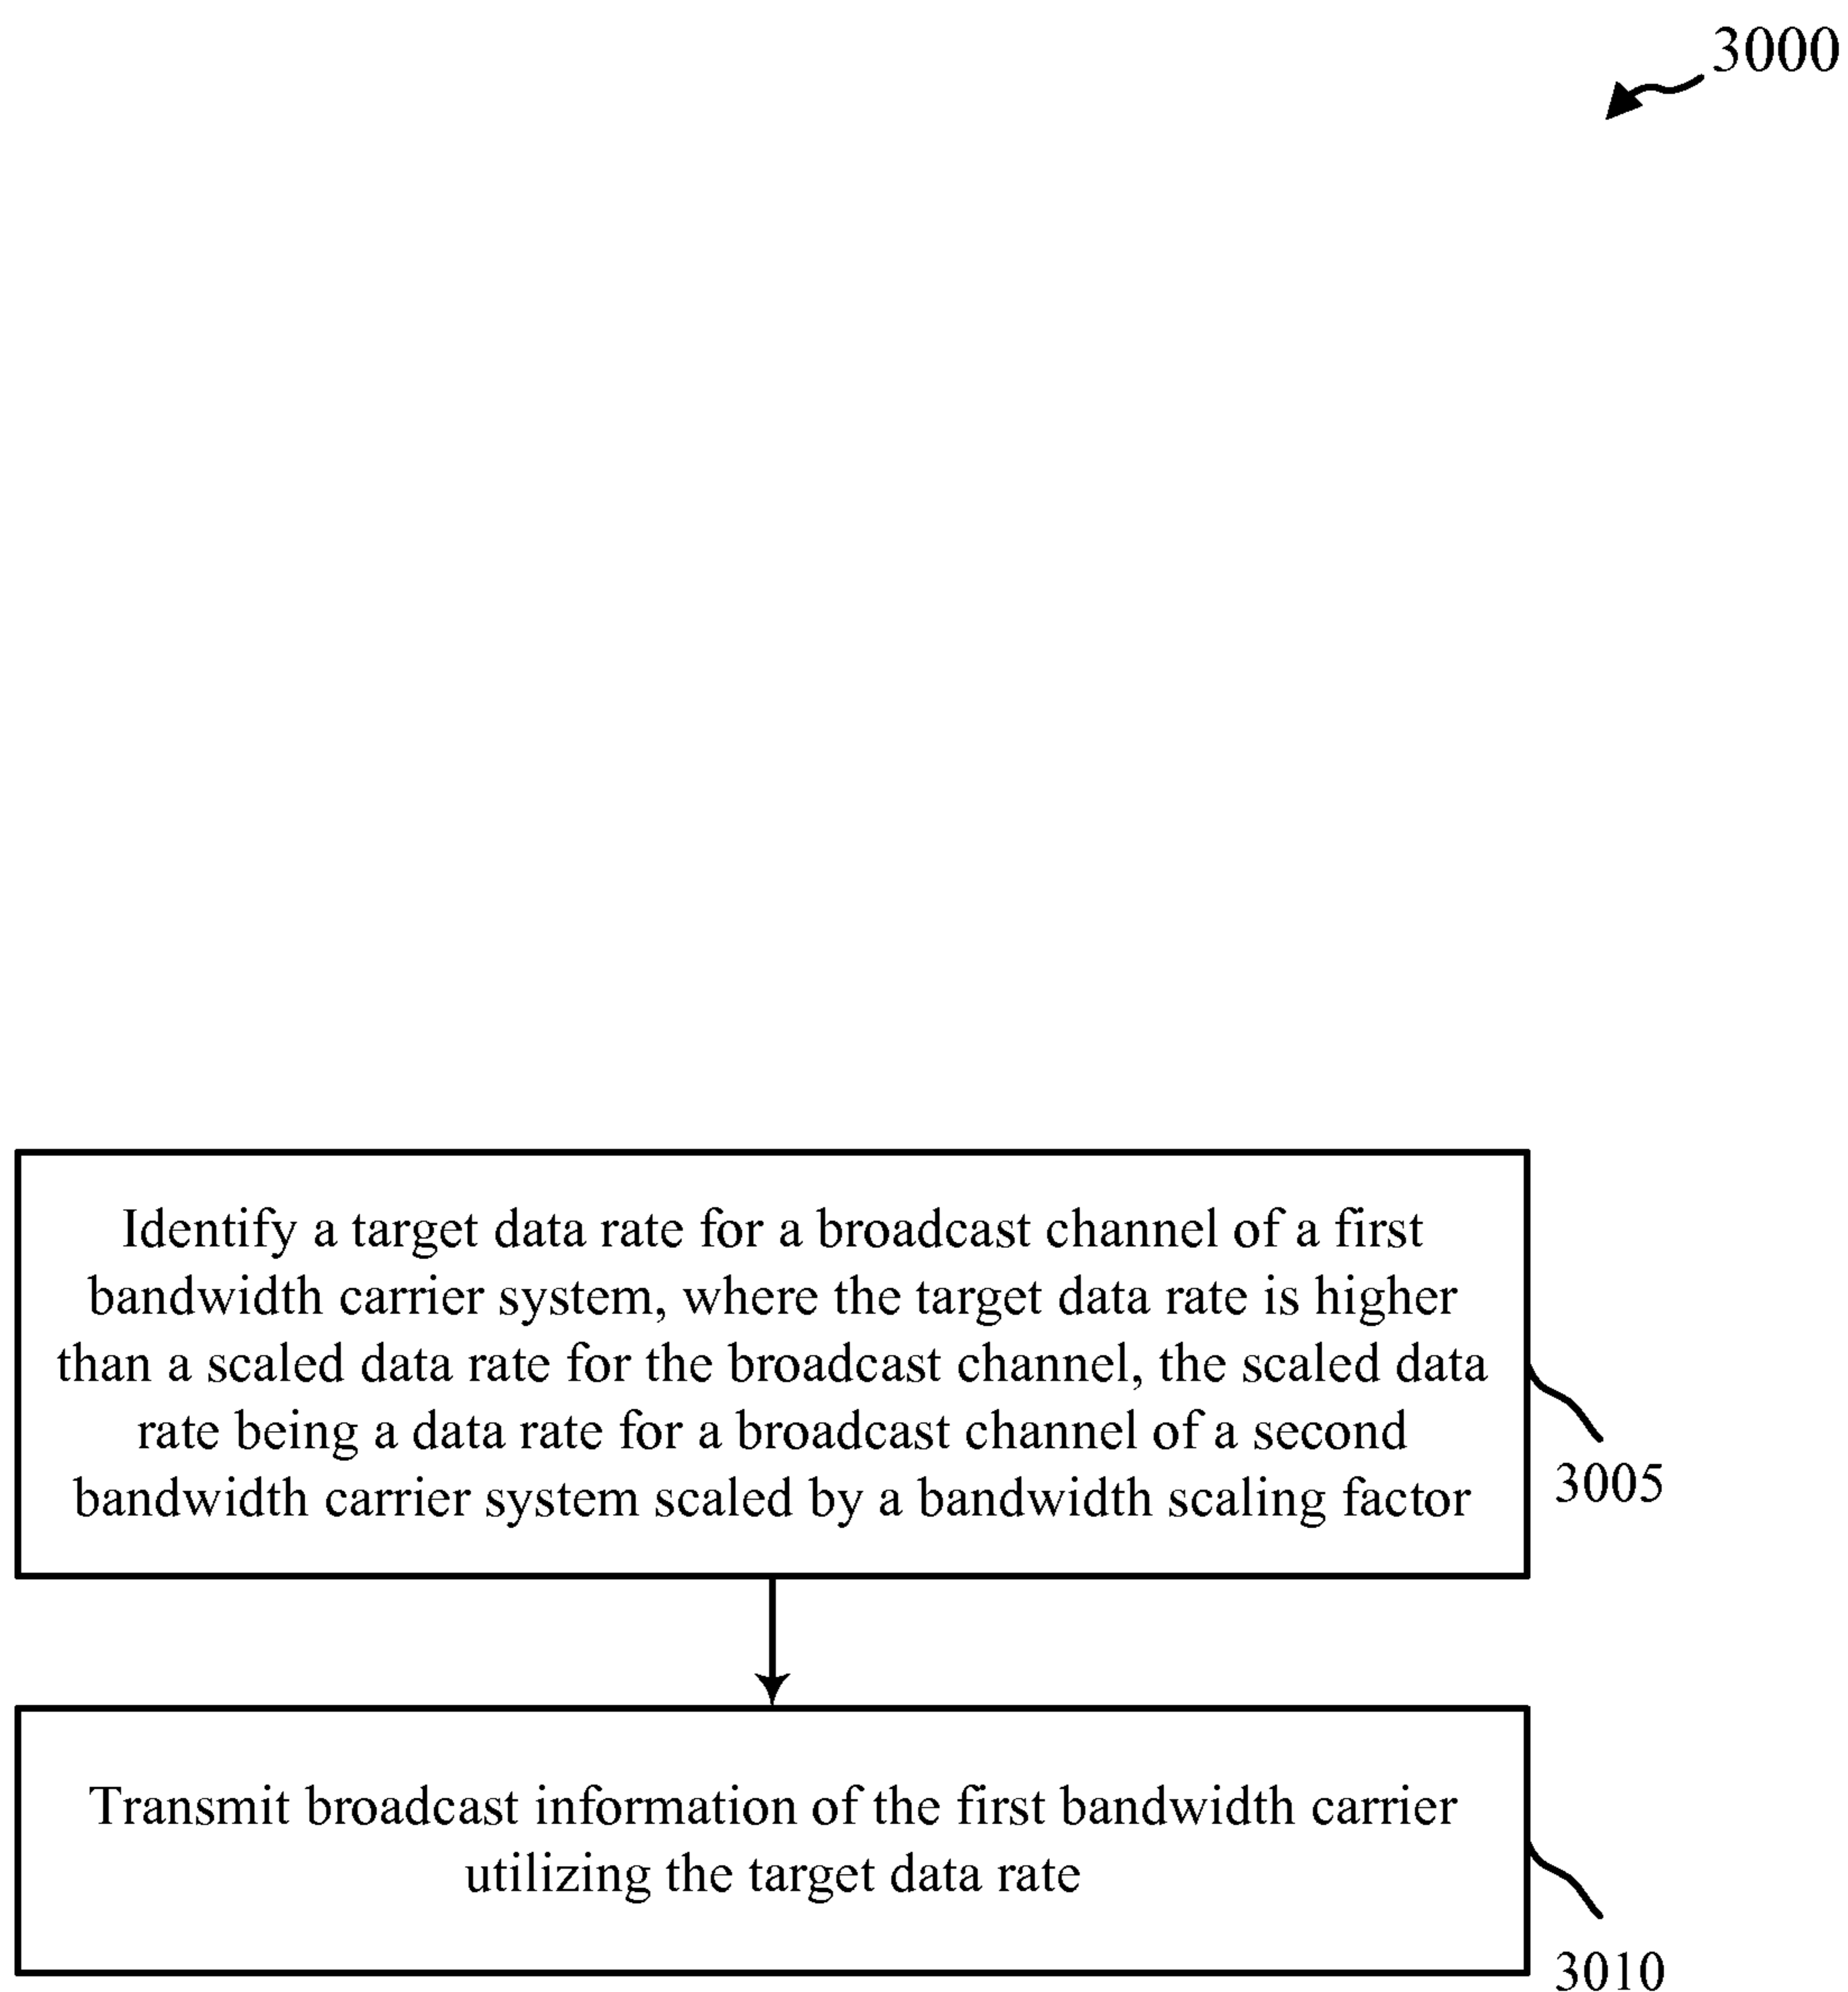 3000
Identify a target data rate for a broadcast channel of a first
bandwidth carrier system, where the target data rate is higher
than a scaled data rate for the broadcast channel, the scaled data
rate being a data rate for a broadcast channel of a second
bandwidth carrier system scaled by a bandwidth scaling factor
3005
Transmit broadcast information of the first bandwidth carrier
utilizing the target data rate
3010